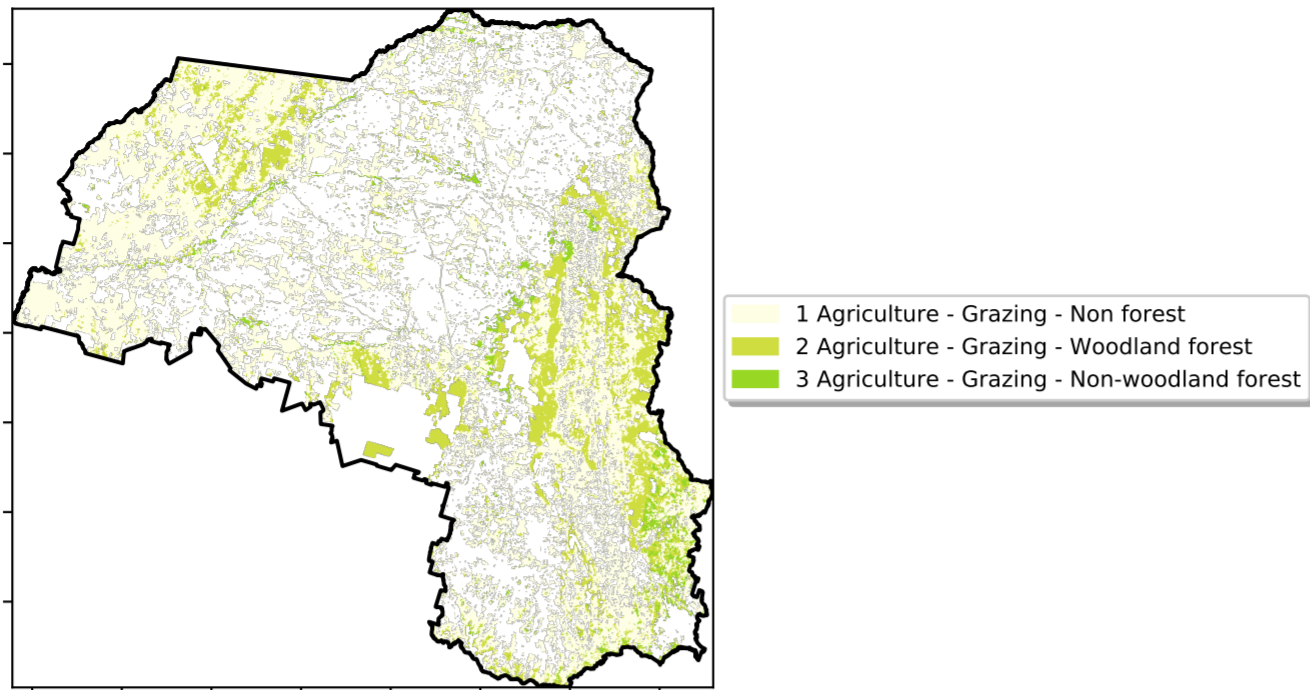 1 Agriculture - Grazing - Non forest
2 Agriculture - Grazing - Woodland forest
3 Agriculture - Grazing - Non-woodland forest